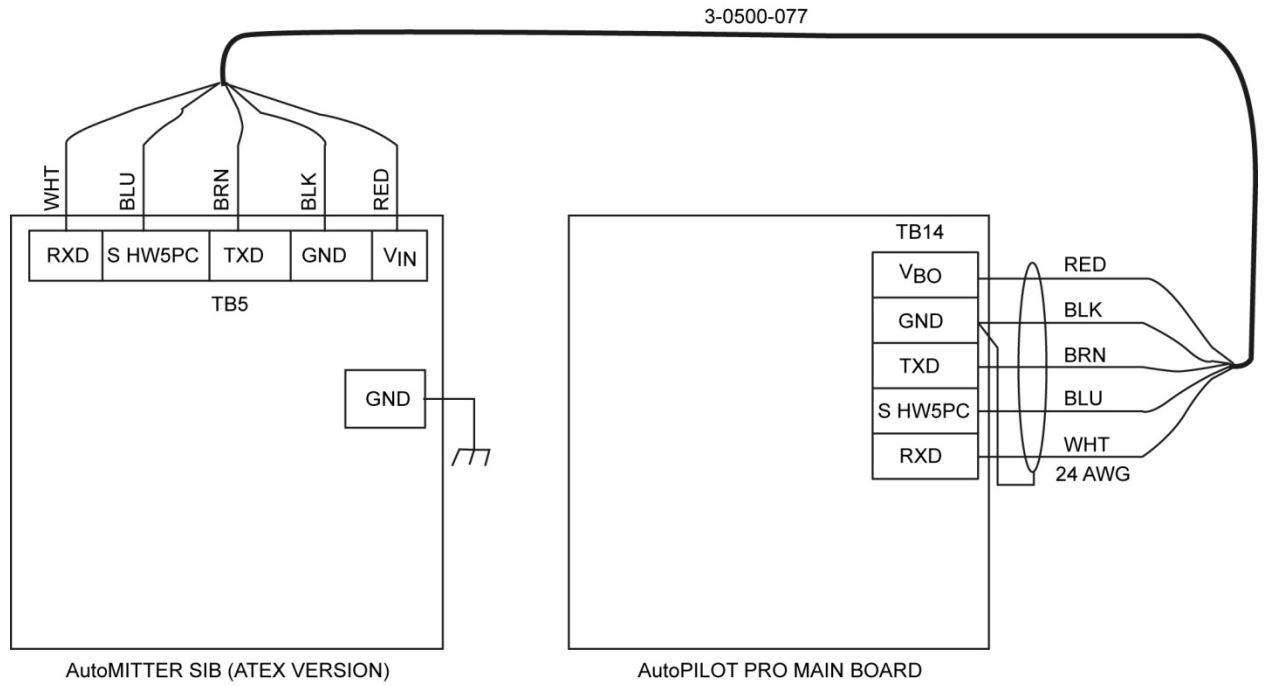 3-0500-077
WHT
BLU
BRN
BLK
RED
RXD
S HW5PC
TXD
GND
VIN
TB5
GND
AutoMITTER SIB (ATEX VERSION)
TB14
VBO
GND
TXD
S HW5PC
RXD
RED
BLK
BRN
BLU
WHT
24 AWG
AutoPILOT PRO MAIN BOARD